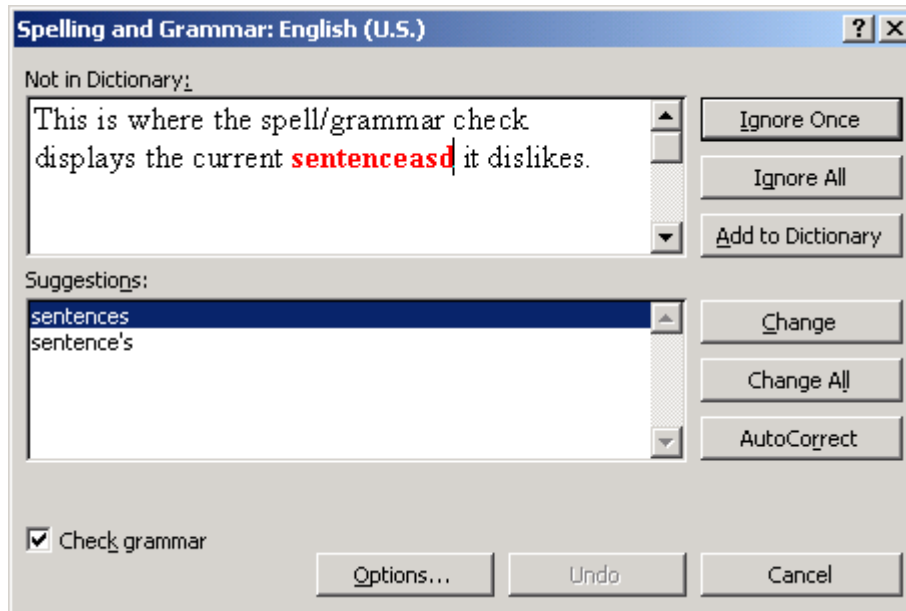 Spelling and Grammar: English (U.S.)
Not in Dictionary:
This is where the spell/grammar check
displays the current sentenceasd it dislikes.
Ignore Once
Ignore All
Add to Dictionary
Suggestions:
sentences
sentence's
Change
Change All
AutoCorrect
Check grammar
Options...
Undo
Cancel